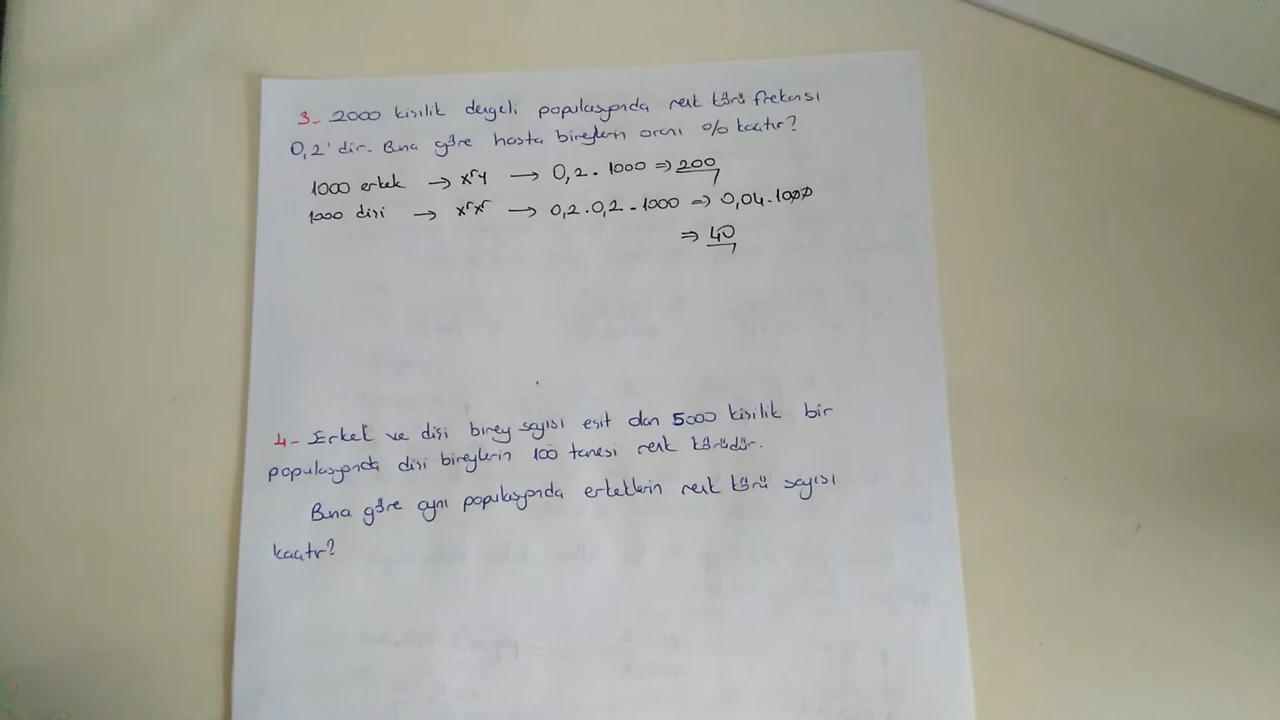 3- 2000 kişilik dengeli populasyonda renk körü frekansı
0,2' dir. Buna göre hasta bireylerin oranı % kaçtır?
1000 erkek → XʳY → 0,2 . 1000 ⇒ 200
1000 dişi → XʳXʳ → 0,2 . 0,2 . 1000 ⇒ 0,04 . 1000
⇒ 40
4- Erkek ve dişi birey sayısı eşit olan 5000 kişilik bir
populasyonda dişi bireylerin 100 tanesi renk körüdür.
Buna göre aynı populasyonda erkeklerin renk körü sayısı
kaçtır?